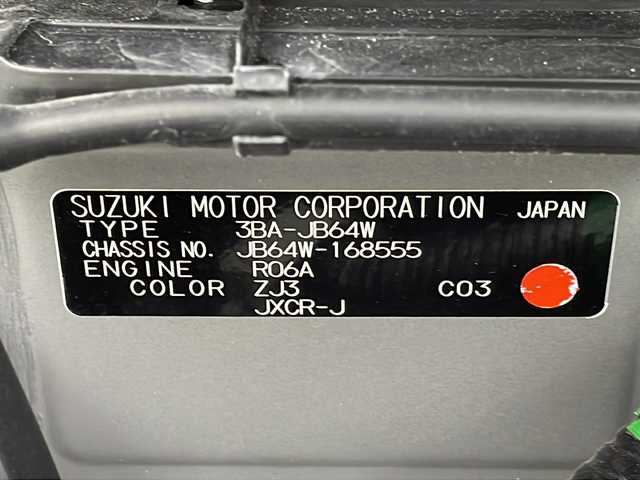 SUZUKI MOTOR CORPORATION JAPAN
TYPE 3BA-JB64W
CHASSIS NO. JB64W-168555
ENGINE R06A
COLOR ZJ3 C03
JXCR-J